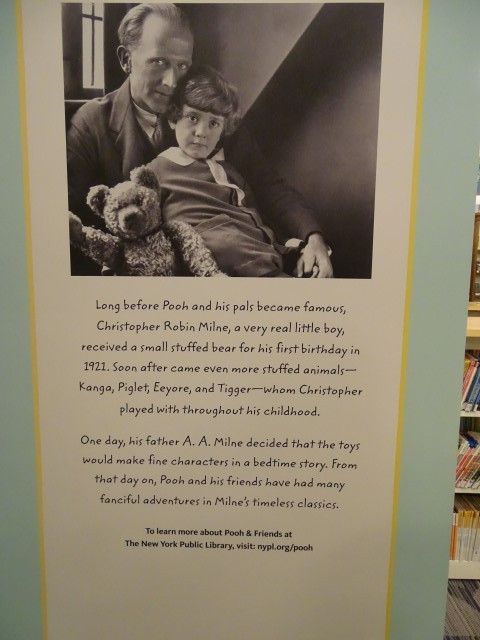 Long before Pooh and his pals became famous,
Christopher Robin Milne, a very real little boy,
received a small stuffed bear for his first birthday in
1921. Soon after came even more stuffed animals—
Kanga, Piglet, Eeyore, and Tigger—whom Christopher
played with throughout his childhood.
One day, his father A. A. Milne decided that the toys
would make fine characters in a bedtime story. From
that day on, Pooh and his friends have had many
fanciful adventures in Milne's timeless classics.
To learn more about Pooh & Friends at
The New York Public Library, visit: nypl.org/pooh